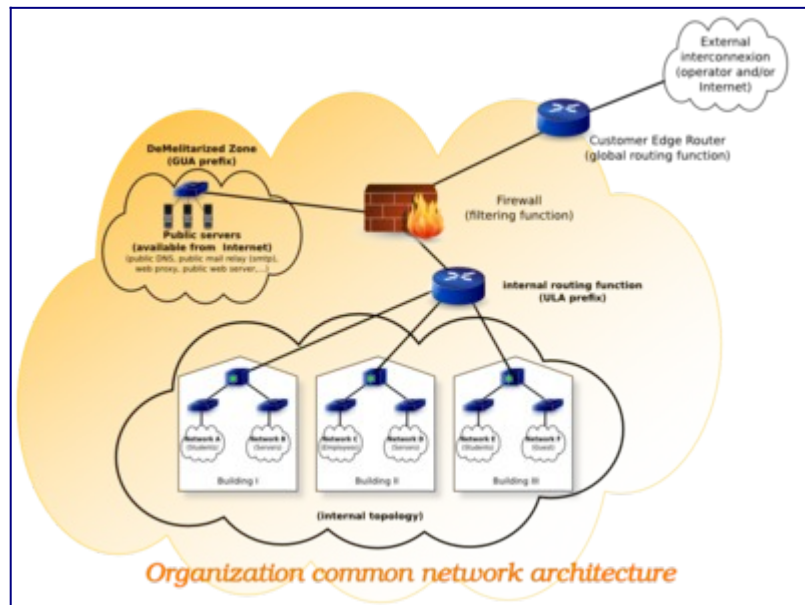 External
interconnexion
(operator and/or
Internet)
Customer Edge Router
(global routing function)
DeMelitarized Zone
(GUA prefix)
Firewall
(filtering function)
Public servers
(available from Internet)
(public DNS, public mail relay (smtp),
web proxy, public web server,...)
internal routing function
(ULA prefix)
Network A
(Students)
Network B
(Servers)
Building I
Network C
(Employees)
Network D
(Servers)
Building II
Network E
(Students)
Network F
(Guest)
Building III
(internal topology)
Organization common network architecture